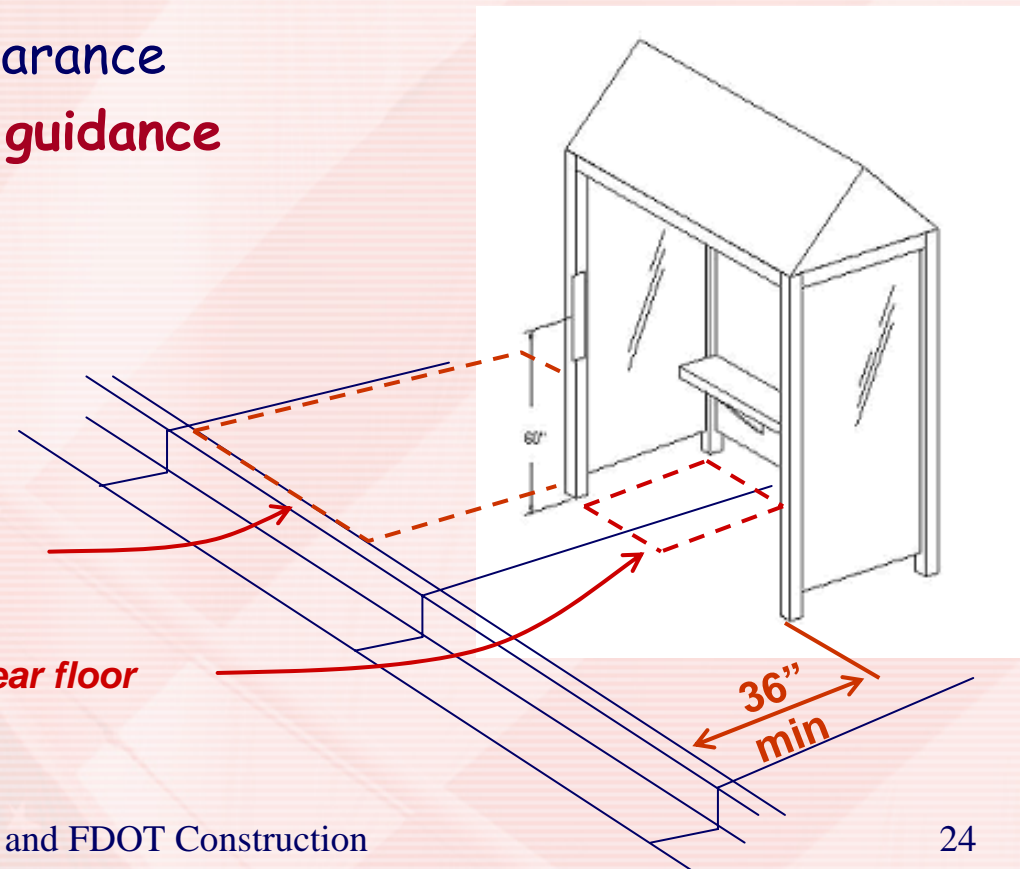 arance
guidance
60"
ear floor
36”
min
and FDOT Construction
24